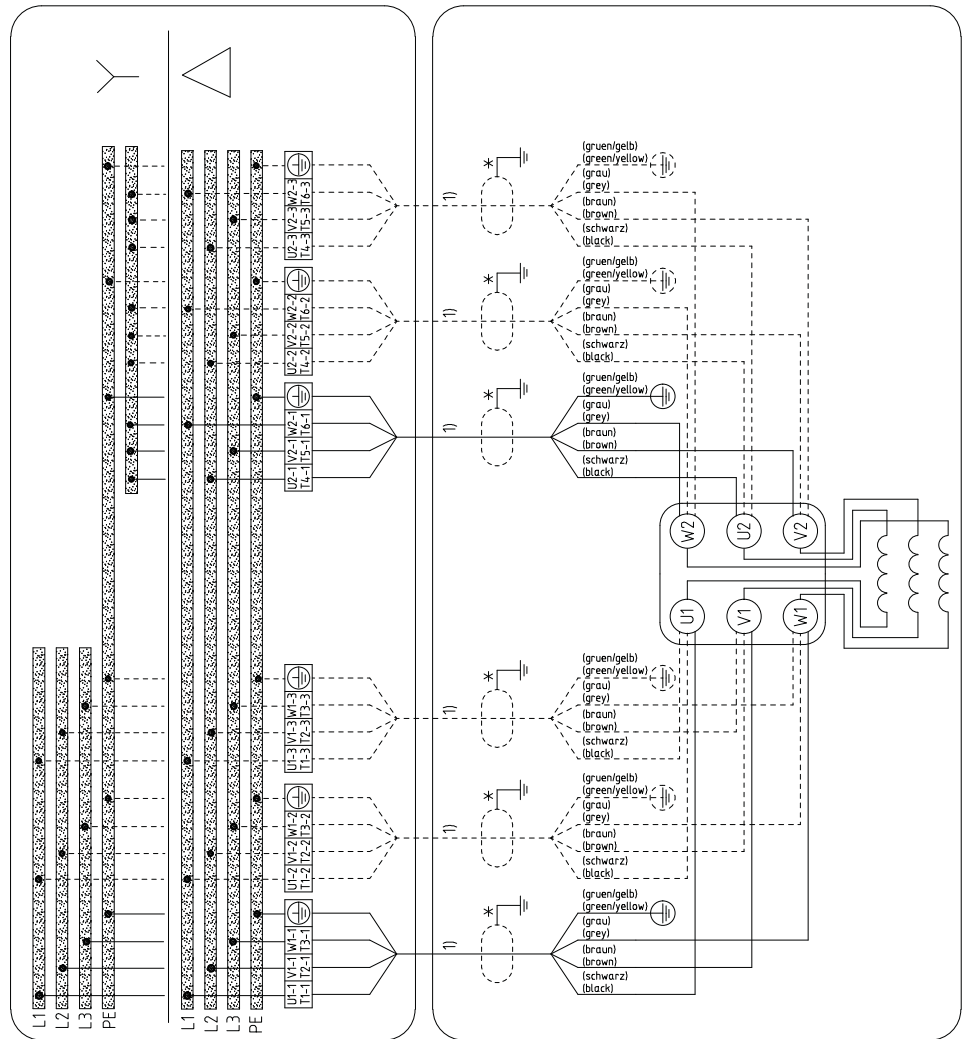 (gruen/gelb)
(green/yellow)
(grau)
(grey)
(braun)
(brown)
(schwarz)
(black)
U2-3 V2-3 W2-3
T4-3 T5-3 T6-3
1)
*
(gruen/gelb)
(green/yellow)
(grau)
(grey)
(braun)
(brown)
(schwarz)
(black)
U2-2 V2-2 W2-2
T4-2 T5-2 T6-2
1)
*
(gruen/gelb)
(green/yellow)
(grau)
(grey)
(braun)
(brown)
(schwarz)
(black)
U2-1 V2-1 W2-1
T4-1 T5-1 T6-1
1)
*
W2 U2 V2
U1 V1 W1
(gruen/gelb)
(green/yellow)
(grau)
(grey)
(braun)
(brown)
(schwarz)
(black)
U1-3 V1-3 W1-3
T1-3 T2-3 T3-3
1)
*
(gruen/gelb)
(green/yellow)
(grau)
(grey)
(braun)
(brown)
(schwarz)
(black)
U1-2 V1-2 W1-2
T1-2 T2-2 T3-2
1)
*
(gruen/gelb)
(green/yellow)
(grau)
(grey)
(braun)
(brown)
(schwarz)
(black)
U1-1 V1-1 W1-1
T1-1 T2-1 T3-1
1)
*
L1 L2 L3 PE
L1 L2 L3 PE